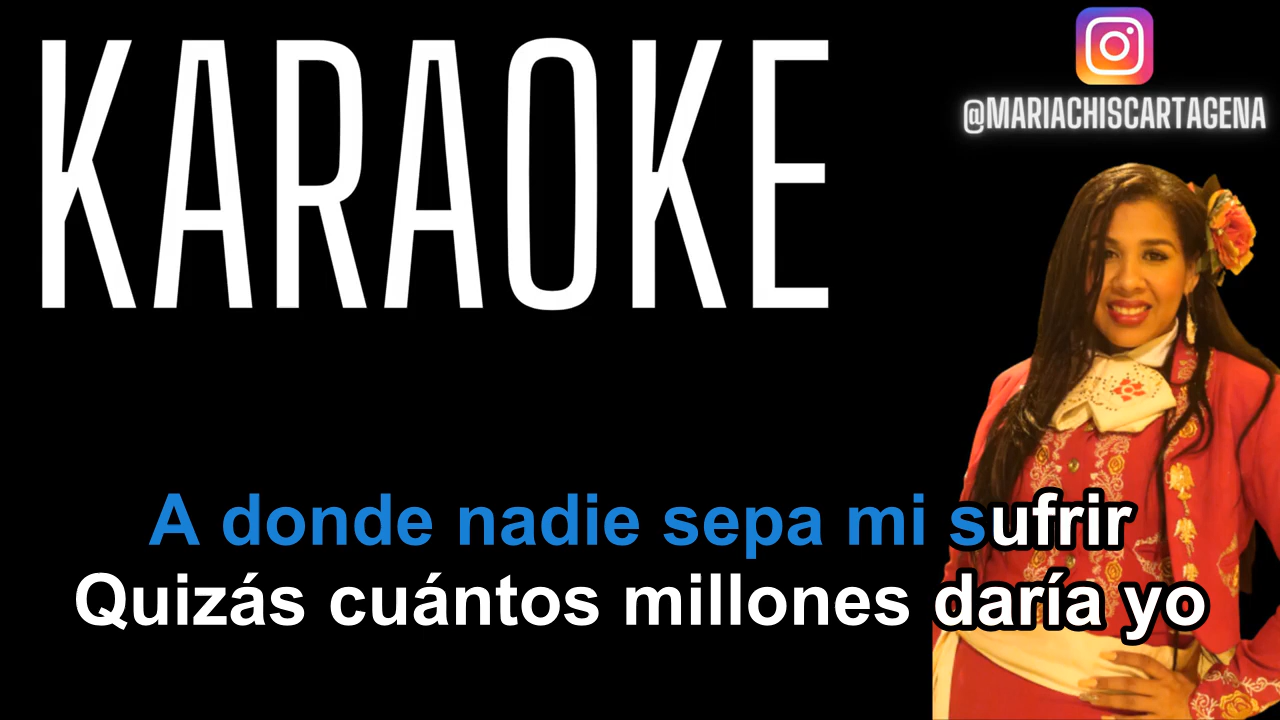 KARAOKE
@MARIACHISCARTAGENA
A donde nadie sepa mi sufrir
Quizás cuántos millones daría yo